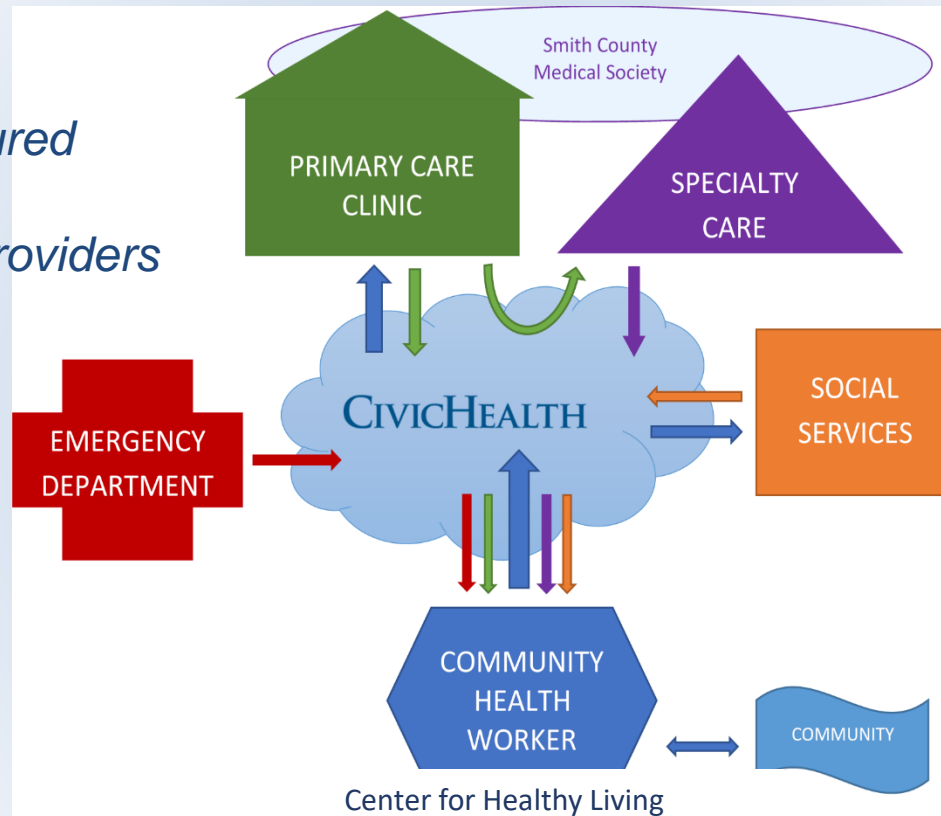 Smith County
Medical Society
ured
PRIMARY CARE
CLINIC
SPECIALTY
CARE
roviders
CIVICHEALTH
SOCIAL
SERVICES
EMERGENCY
DEPARTMENT
COMMUNITY
HEALTH
WORKER
COMMUNITY
Center for Healthy Living